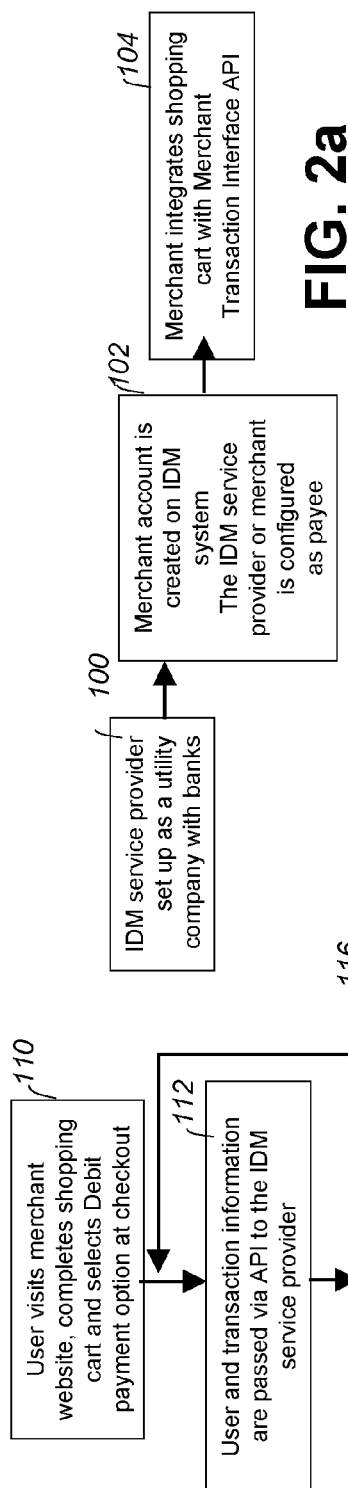 100
IDM service provider
set up as a utility
company with banks
102
Merchant account is
created on IDM
system
The IDM service
provider or merchant
is configured
as payee
104
Merchant integrates shopping
cart with Merchant
Transaction Interface API
FIG. 2a
110
User visits merchant
website, completes shopping
cart and selects Debit
payment option at checkout
112
User and transaction information
are passed via API to the IDM
service provider
116